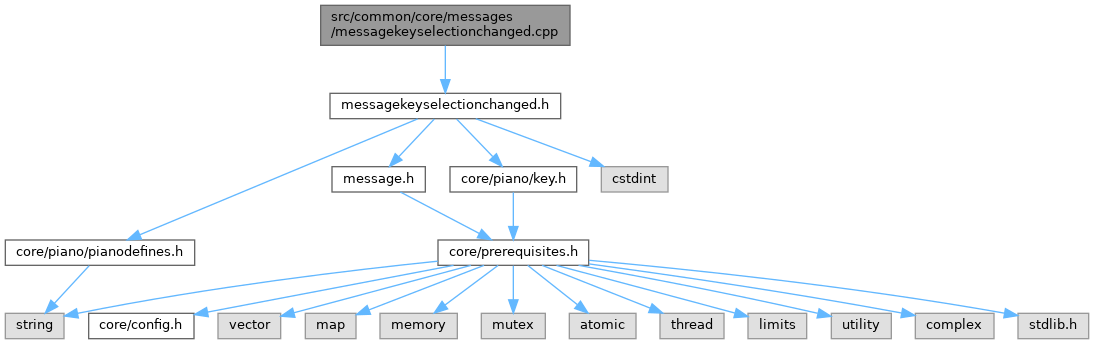 src/common/core/messages
/messagekeyselectionchanged.cpp
messagekeyselectionchanged.h
message.h
core/piano/key.h
cstdint
core/piano/pianodefines.h
core/prerequisites.h
string
core/config.h
vector
map
memory
mutex
atomic
thread
limits
utility
complex
stdlib.h